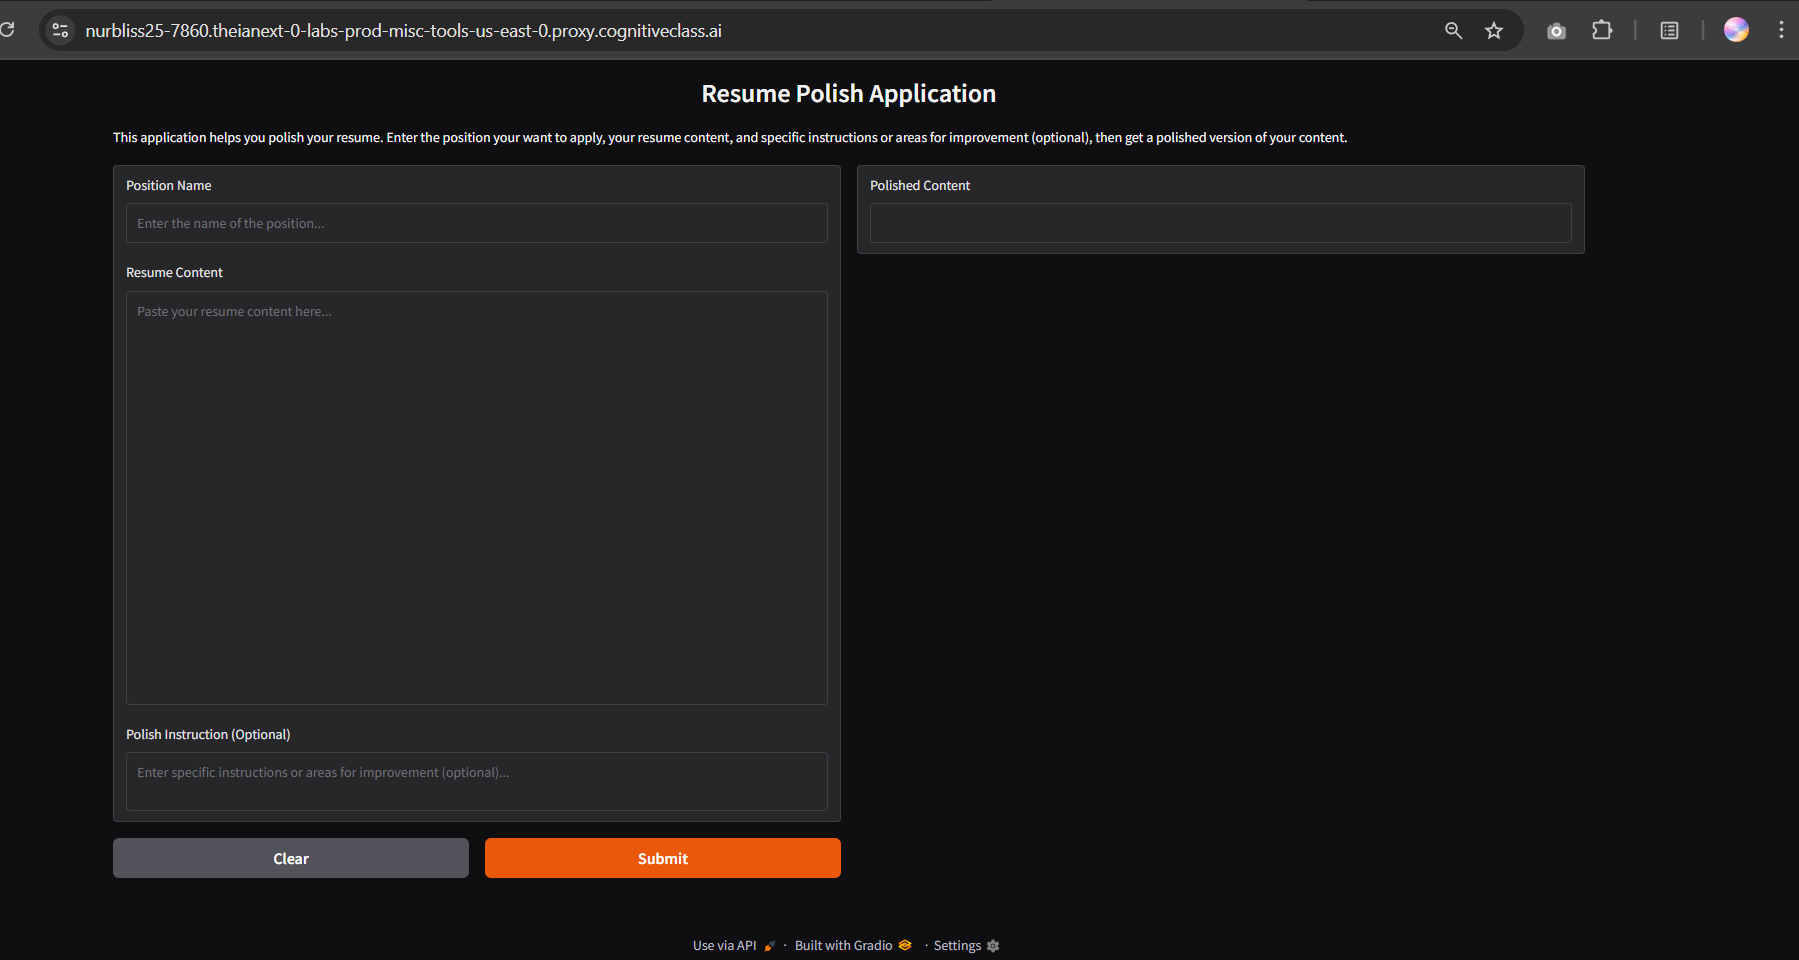 nurbliss25-7860.theianext-0-labs-prod-misc-tools-us-east-0.proxy.cognitiveclass.ai
Resume Polish Application
This application helps you polish your resume. Enter the position your want to apply, your resume content, and specific instructions or areas for improvement (optional), then get a polished version of your content.
Position Name
Enter the name of the position...
Resume Content
Paste your resume content here...
Polish Instruction (Optional)
Enter specific instructions or areas for improvement (optional)...
Clear
Submit
Polished Content
Use via API · Built with Gradio · Settings